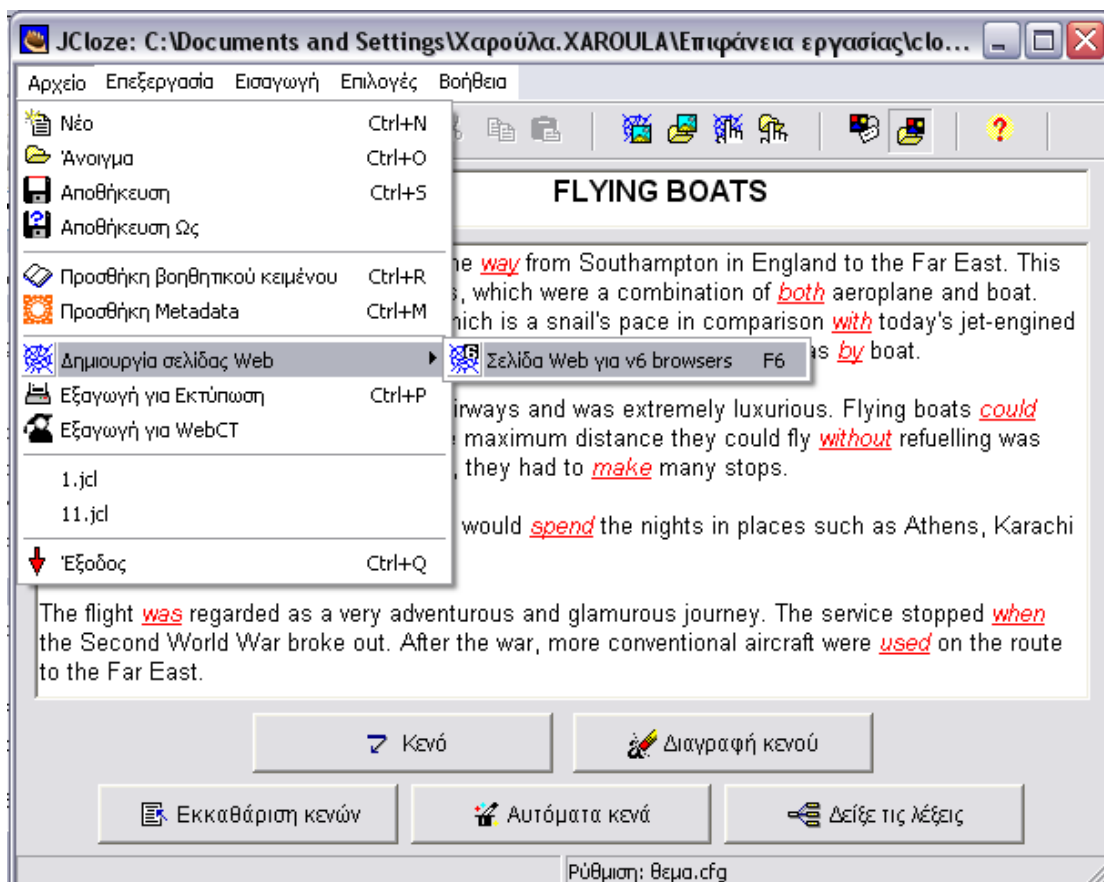 JCloze: C:\Documents and Settings\Χαρούλα.XAROULA\Επιφάνεια εργασίας\clo...
Αρχείο Επεξεργασία Εισαγωγή Επιλογές Βοήθεια
Νέο Ctrl+N
Άνοιγμα Ctrl+O
Αποθήκευση Ctrl+S
Αποθήκευση Ως
Προσθήκη βοηθητικού κειμένου Ctrl+R
Προσθήκη Metadata Ctrl+M
Δημιουργία σελίδας Web
Σελίδα Web για v6 browsers F6
Εξαγωγή για Εκτύπωση Ctrl+P
Εξαγωγή για WebCT
1.jcl
11.jcl
Έξοδος Ctrl+Q
FLYING BOATS
way from Southampton in England to the Far East. This
, which were a combination of both aeroplane and boat.
which is a snail's pace in comparison with today's jet-engined
by boat.
irways and was extremely luxurious. Flying boats could
maximum distance they could fly without refuelling was
, they had to make many stops.
would spend the nights in places such as Athens, Karachi
The flight was regarded as a very adventurous and glamurous journey. The service stopped when
the Second World War broke out. After the war, more conventional aircraft were used on the route
to the Far East.
Κενό
Διαγραφή κενού
Εκκαθάριση κενών
Αυτόματα κενά
Δείξε τις λέξεις
Ρύθμιση: θεμα.cfg